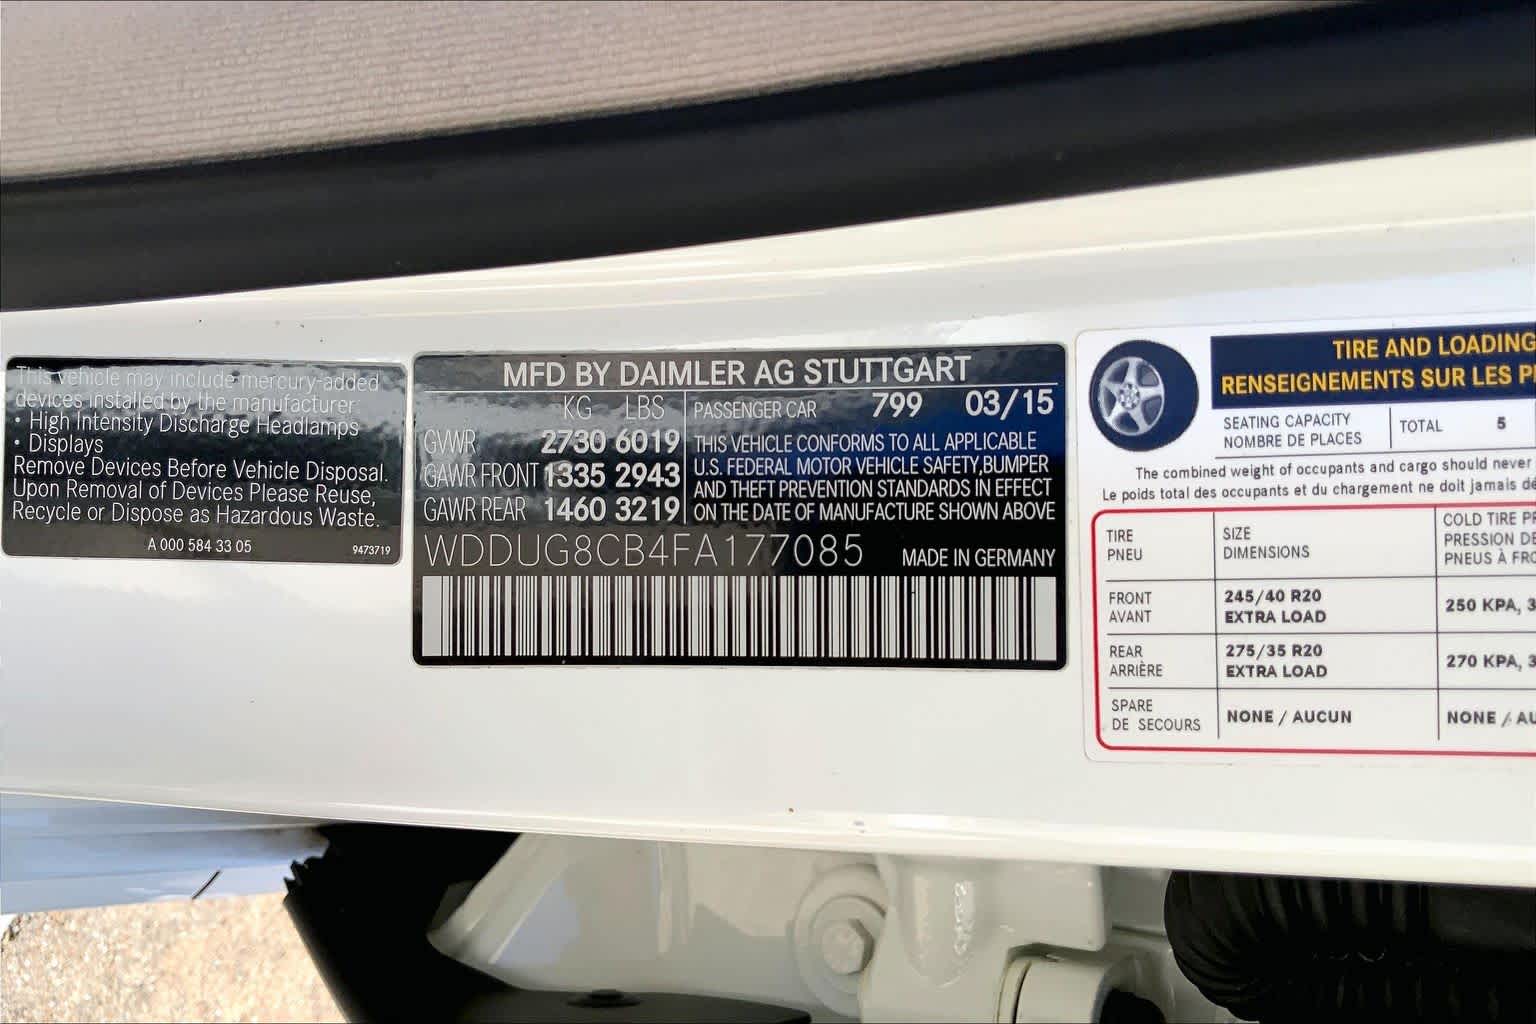 This vehicle may include mercury-added
devices installed by the manufacturer:
• High Intensity Discharge Headlamps
• Displays
Remove Devices Before Vehicle Disposal.
Upon Removal of Devices Please Reuse,
Recycle or Dispose as Hazardous Waste.
A 000 584 33 05
9473719
MFD BY DAIMLER AG STUTTGART
KG LBS
GVWR 2730 6019
GAWR FRONT 1335 2943
GAWR REAR 1460 3219
PASSENGER CAR 799 03/15
THIS VEHICLE CONFORMS TO ALL APPLICABLE
U.S. FEDERAL MOTOR VEHICLE SAFETY,BUMPER
AND THEFT PREVENTION STANDARDS IN EFFECT
ON THE DATE OF MANUFACTURE SHOWN ABOVE
WDDUG8CB4FA177085
MADE IN GERMANY
TIRE AND LOADING
RENSEIGNEMENTS SUR LES
SEATING CAPACITY
NOMBRE DE PLACES
TOTAL 5
The combined weight of occupants and cargo should never
Le poids total des occupants et du chargement ne doit jamais
TIRE
PNEU
SIZE
DIMENSIONS
COLD TIRE
PRESSION
PNEUS À
FRONT
AVANT
245/40 R20
EXTRA LOAD
250 KPA,
REAR
ARRIÈRE
275/35 R20
EXTRA LOAD
270 KPA,
SPARE
DE SECOURS
NONE / AUCUN
NONE /